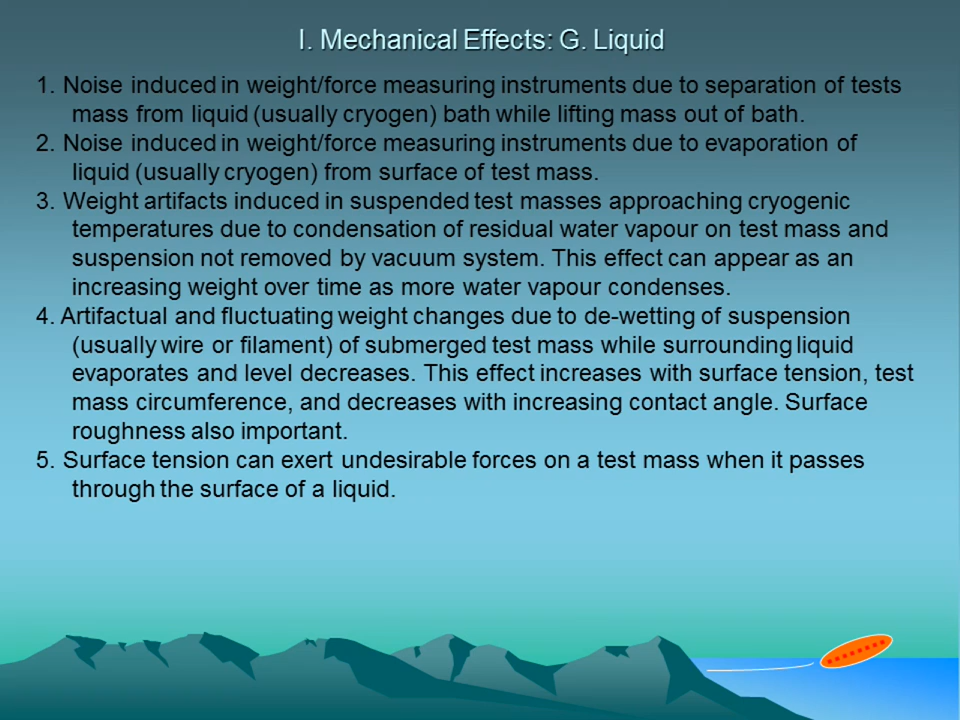 I. Mechanical Effects: G. Liquid
1. Noise induced in weight/force measuring instruments due to separation of tests
mass from liquid (usually cryogen) bath while lifting mass out of bath.
2. Noise induced in weight/force measuring instruments due to evaporation of
liquid (usually cryogen) from surface of test mass.
3. Weight artifacts induced in suspended test masses approaching cryogenic
temperatures due to condensation of residual water vapour on test mass and
suspension not removed by vacuum system. This effect can appear as an
increasing weight over time as more water vapour condenses.
4. Artifactual and fluctuating weight changes due to de-wetting of suspension
(usually wire or filament) of submerged test mass while surrounding liquid
evaporates and level decreases. This effect increases with surface tension, test
mass circumference, and decreases with increasing contact angle. Surface
roughness also important.
5. Surface tension can exert undesirable forces on a test mass when it passes
through the surface of a liquid.